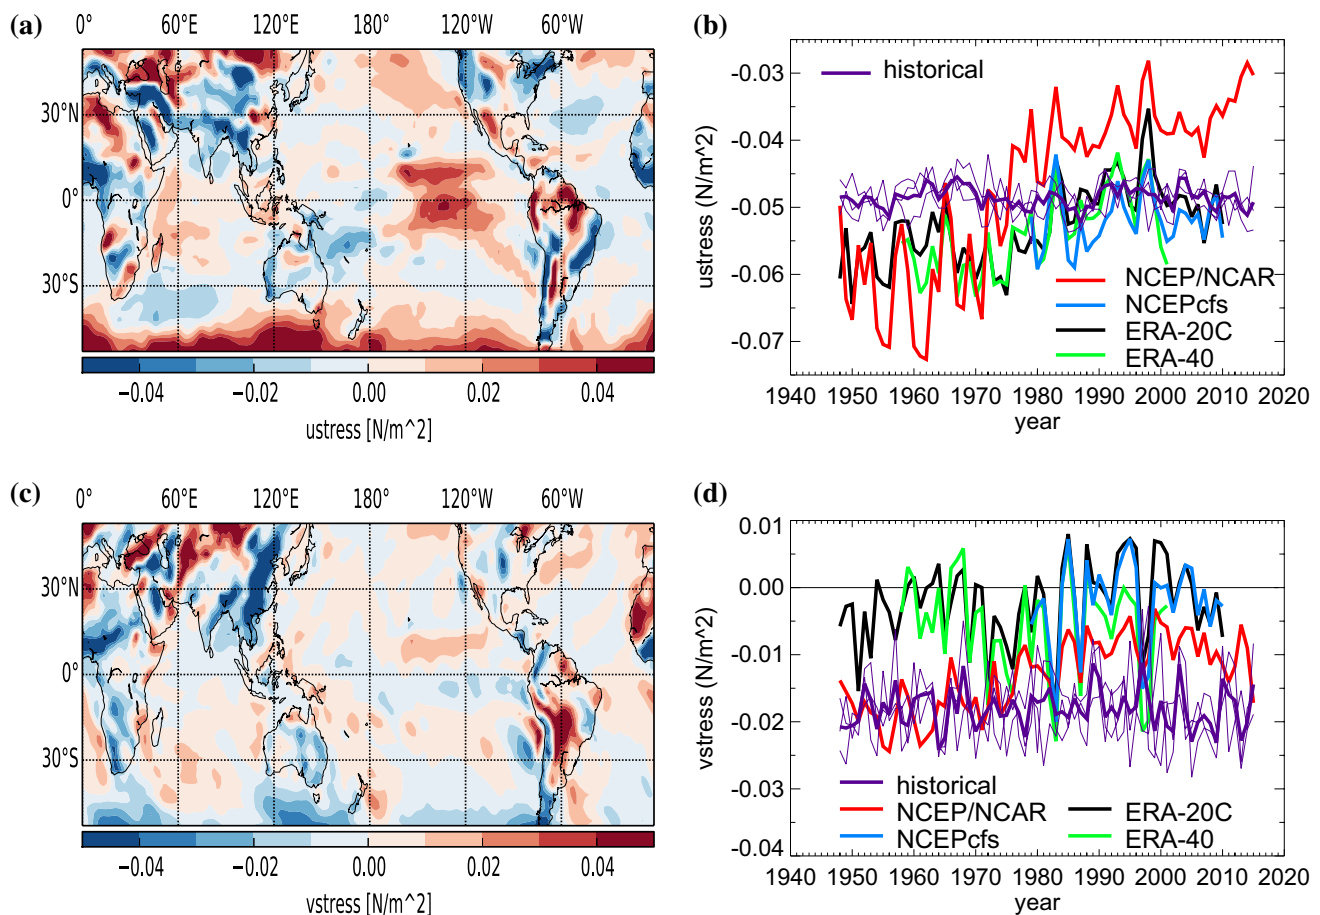 (a)
0° 60°E 120°E 180° 120°W 60°W
30°N
0°
30°S
−0.04 −0.02 0.00 0.02 0.04
ustress [N/m^2]
(b)
historical
-0.03
-0.04
-0.05
-0.06
-0.07
ustress (N/m^2)
NCEP/NCAR
NCEPcfs
ERA-20C
ERA-40
1940 1950 1960 1970 1980 1990 2000 2010 2020
year
(c)
0° 60°E 120°E 180° 120°W 60°W
30°N
0°
30°S
−0.04 −0.02 0.00 0.02 0.04
vstress [N/m^2]
(d)
0.01
0.00
-0.01
-0.02
-0.03
-0.04
vstress (N/m^2)
historical
NCEP/NCAR ERA-20C
NCEPcfs ERA-40
1940 1950 1960 1970 1980 1990 2000 2010 2020
year